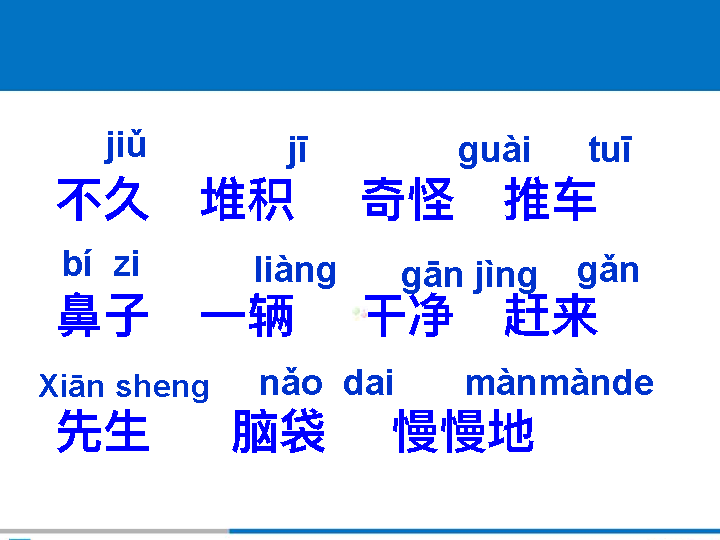 jiǔ jī guài tuī
不久 堆积 奇怪 推车
bí zi liàng gān jìng gǎn
鼻子 一辆 干净 赶来
Xiān sheng nǎo dai mànmànde
先生 脑袋 慢慢地